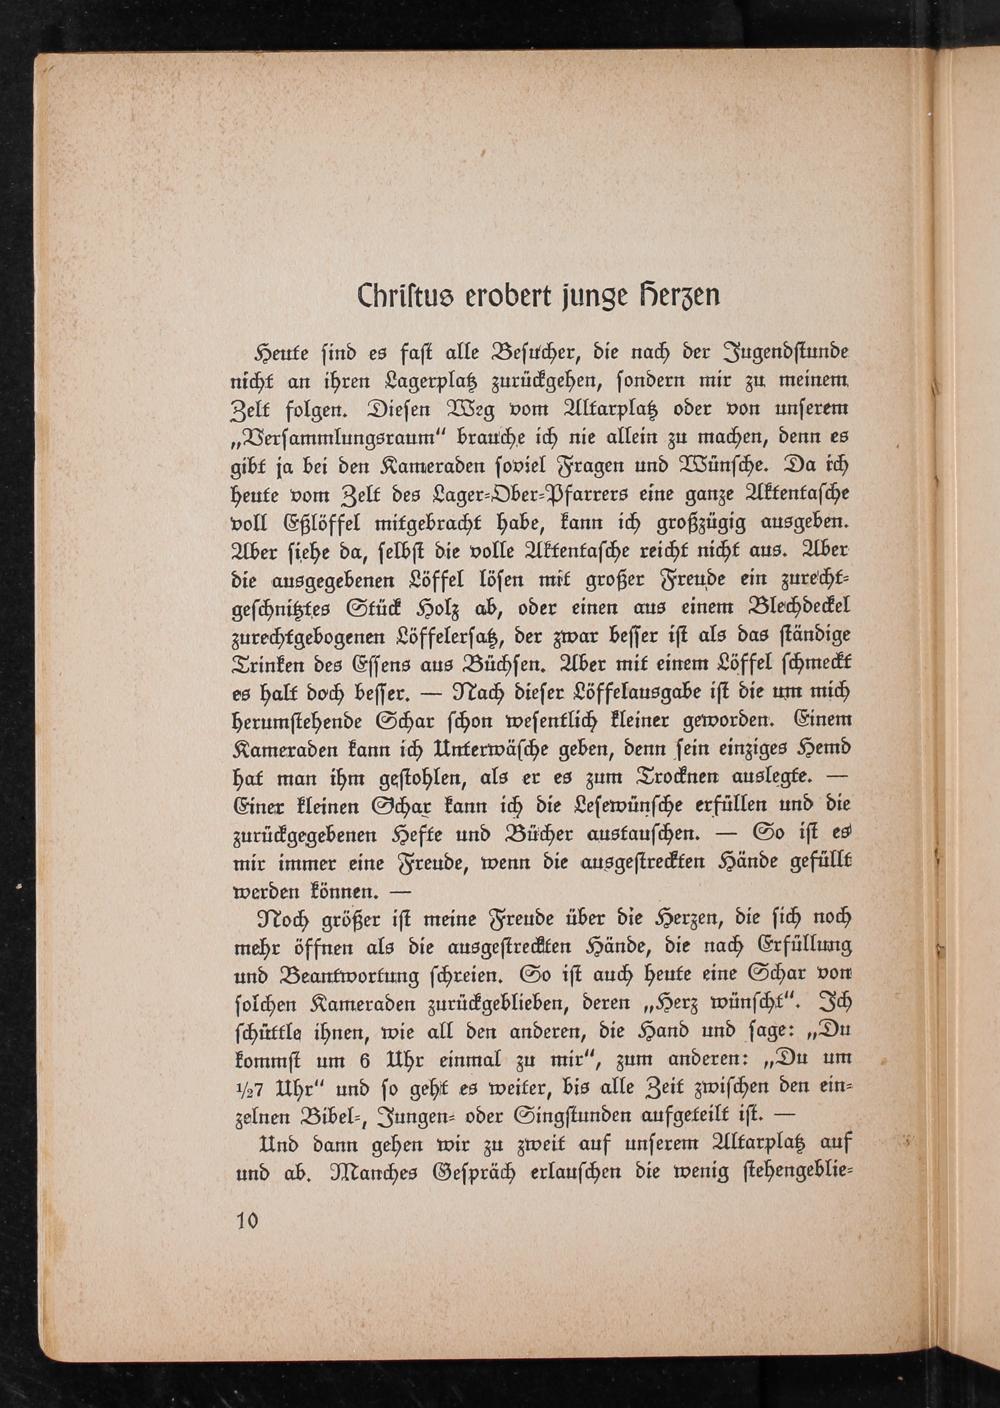 Christus erobert junge Herzen
Heute sind es fast alle Besucher, die nach der Jugendstunde
nicht an ihren Lagerplatz zurückgehen, sondern mir zu meinem
Zelt folgen. Diesen Weg vom Altarplatz oder von unserem
„Versammlungsraum“ brauche ich nie allein zu machen, denn es
gibt ja bei den Kameraden soviel Fragen und Wünsche. Da ich
heute vom Zelt des Lager-Ober-Pfarrers eine ganze Aktentasche
voll Eßlöffel mitgebracht habe, kann ich großzügig ausgeben.
Aber siehe da, selbst die volle Aktentasche reicht nicht aus. Aber
die ausgegebenen Löffel lösen mit großer Freude ein zurecht-
geschnitztes Stück Holz ab, oder einen aus einem Blechdeckel
zurechtgebogenen Löffelersatz, der zwar besser ist als das ständige
Trinken des Essens aus Büchsen. Aber mit einem Löffel schmeckt
es halt doch besser. — Nach dieser Löffelausgabe ist die um mich
herumstehende Schar schon wesentlich kleiner geworden. Einem
Kameraden kann ich Unterwäsche geben, denn sein einziges Hemd
hat man ihm gestohlen, als er es zum Trocknen auslegte. —
Einer kleinen Schar kann ich die Lesewünsche erfüllen und die
zurückgegebenen Hefte und Bücher austauschen. — So ist es
mir immer eine Freude, wenn die ausgestreckten Hände gefüllt
werden können. —
Noch größer ist meine Freude über die Herzen, die sich noch
mehr öffnen als die ausgestreckten Hände, die nach Erfüllung
und Beantwortung schreien. So ist auch heute eine Schar von
solchen Kameraden zurückgeblieben, deren „Herz wünscht“. Ich
schüttle ihnen, wie all den anderen, die Hand und sage: „Du
kommst um 6 Uhr einmal zu mir“, zum anderen: „Du um
½7 Uhr“ und so geht es weiter, bis alle Zeit zwischen den ein-
zelnen Bibel-, Jungen- oder Singstunden aufgeteilt ist. —
Und dann gehen wir zu zweit auf unserem Altarplatz auf
und ab. Manches Gespräch erlauschen die wenig stehengeblie-
10